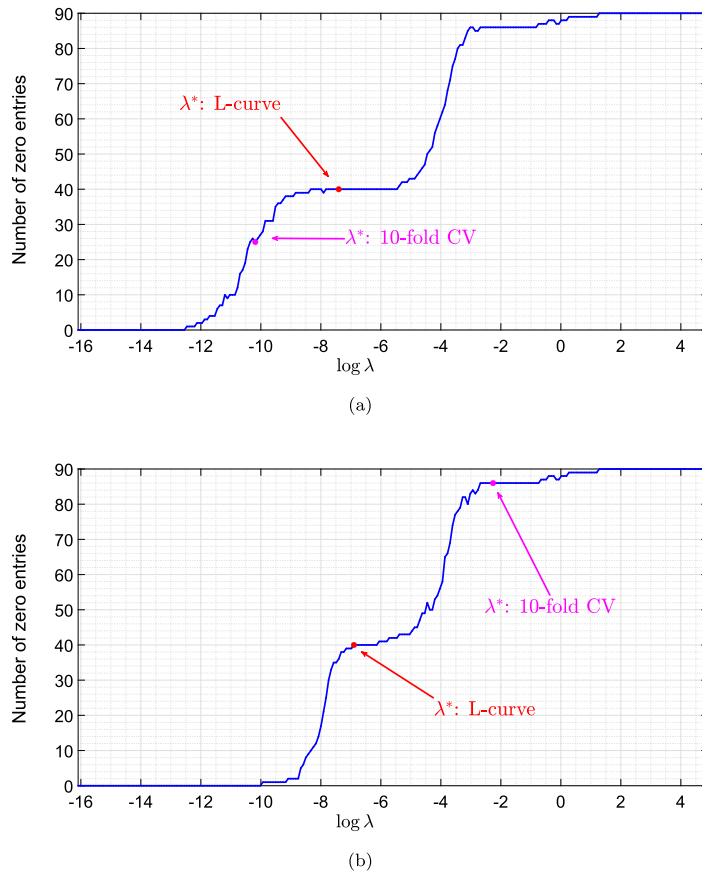 90
80
70
60
50
40
30
20
10
0
Number of zero entries
λ*: L-curve
λ*: 10-fold CV
-16 -14 -12 -10 -8 -6 -4 -2 0 2 4
log λ
(a)
90
80
70
60
50
40
30
20
10
0
Number of zero entries
λ*: 10-fold CV
λ*: L-curve
-16 -14 -12 -10 -8 -6 -4 -2 0 2 4
log λ
(b)